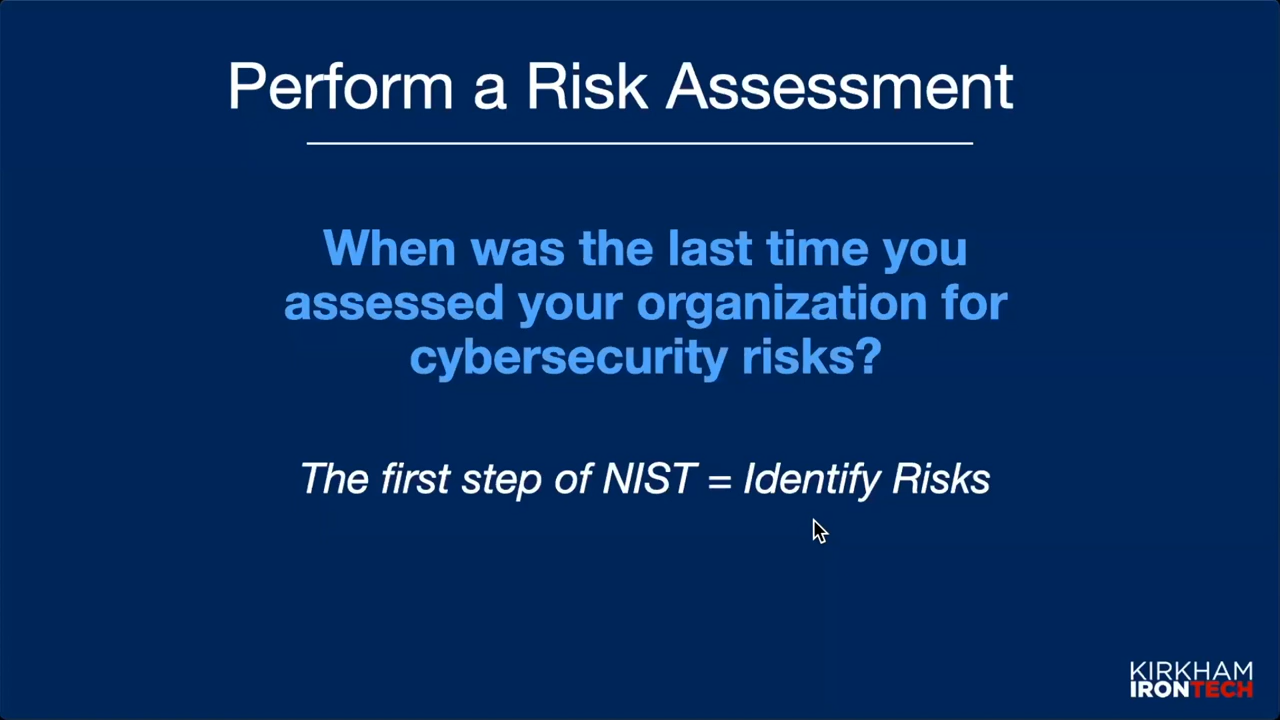 Perform a Risk Assessment
When was the last time you
assessed your organization for
cybersecurity risks?
The first step of NIST = Identify Risks
KIRKHAM
IRONTECH